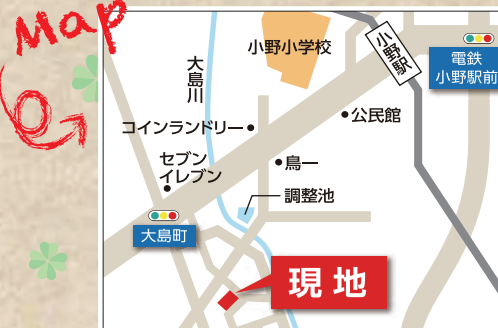 Map
小野小学校
小野駅
電鉄
小野駅前
大島川
コインランドリー
公民館
セブン
イレブン
鳥一
調整池
大島町
現地